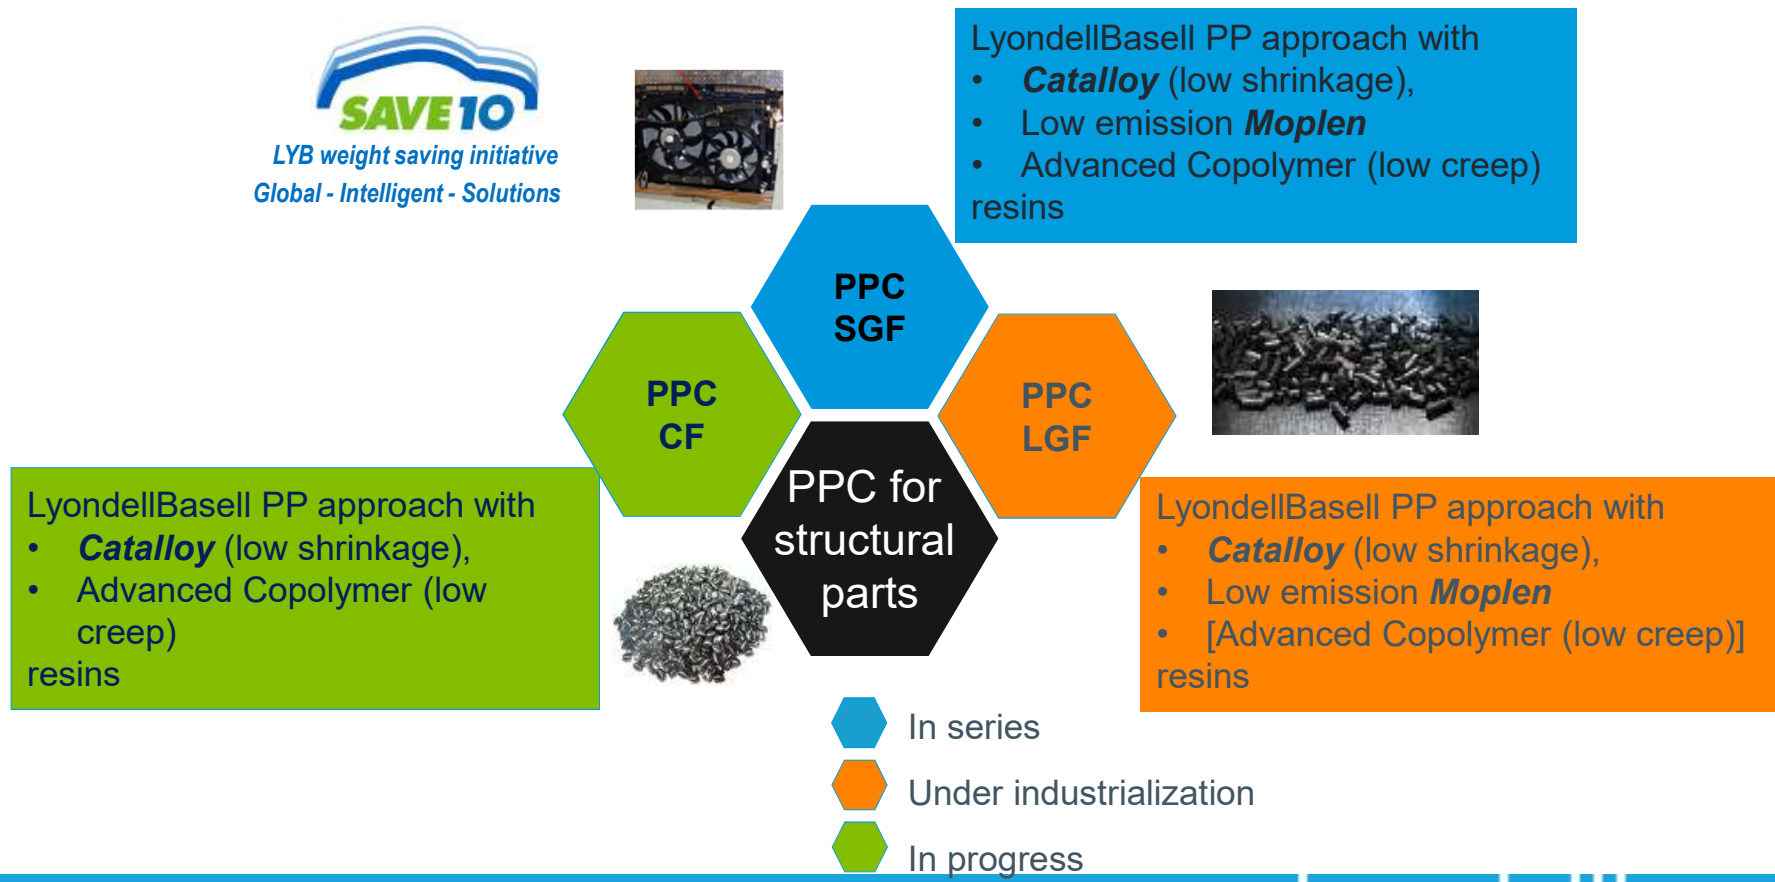 SAVE 10
LYB weight saving initiative
Global - Intelligent - Solutions
LyondellBasell PP approach with
• Catalloy (low shrinkage),
• Low emission Moplen
• Advanced Copolymer (low creep)
resins
PPC
SGF
PPC
CF
PPC
LGF
PPC for
structural
parts
LyondellBasell PP approach with
• Catalloy (low shrinkage),
• Advanced Copolymer (low
creep)
resins
LyondellBasell PP approach with
• Catalloy (low shrinkage),
• Low emission Moplen
• [Advanced Copolymer (low creep)]
resins
In series
Under industrialization
In progress